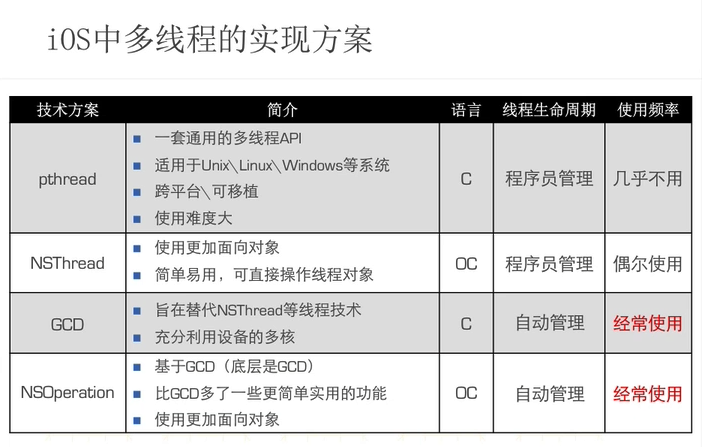 iOS中多线程的实现方案
技术方案 简介 语言 线程生命周期 使用频率
pthread
一套通用的多线程API
适用于Unix\Linux\Windows等系统
跨平台\可移植
使用难度大
C 程序员管理 几乎不用
NSThread
使用更加面向对象
简单易用，可直接操作线程对象
OC 程序员管理 偶尔使用
GCD
旨在替代NSThread等线程技术
充分利用设备的多核
C 自动管理 经常使用
NSOperation
基于GCD（底层是GCD）
比GCD多了一些更简单实用的功能
使用更加面向对象
OC 自动管理 经常使用